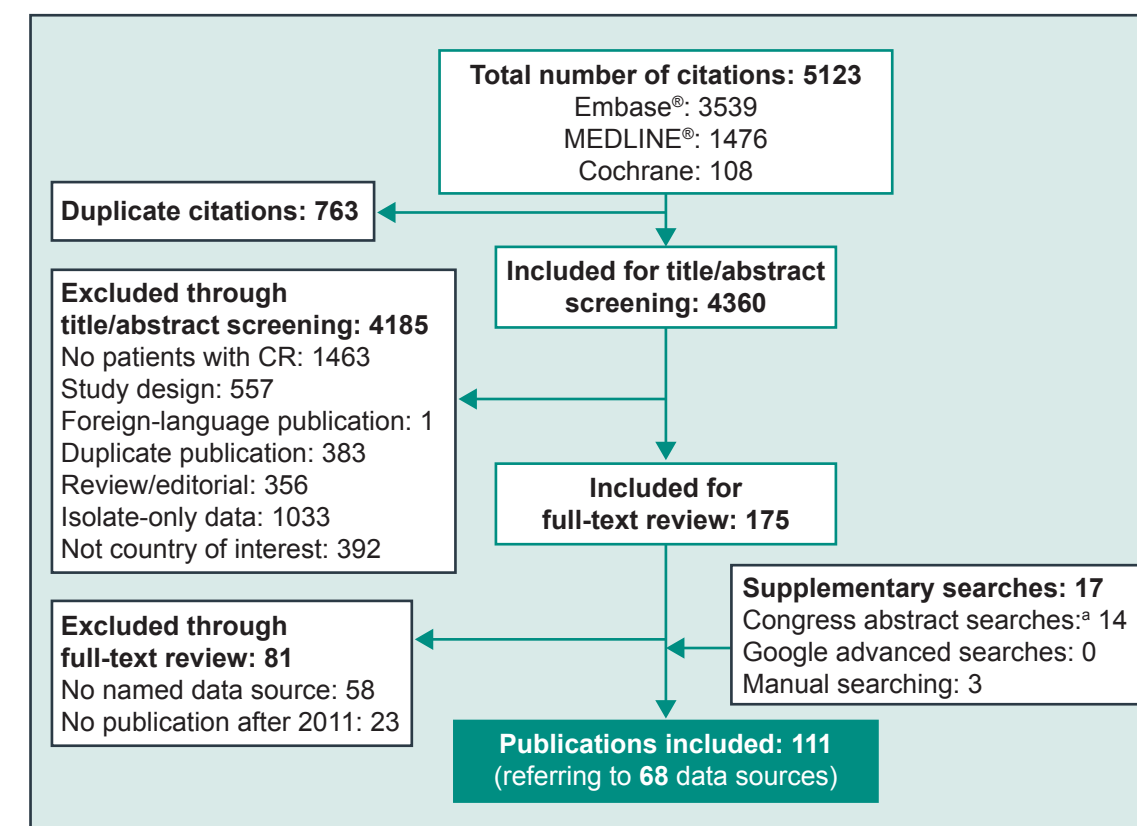 Total number of citations: 5123
Embase®: 3539
MEDLINE®: 1476
Cochrane: 108
Duplicate citations: 763
Included for title/abstract
screening: 4360
Excluded through
title/abstract screening: 4185
No patients with CR: 1463
Study design: 557
Foreign-language publication: 1
Duplicate publication: 383
Review/editorial: 356
Isolate-only data: 1033
Not country of interest: 392
Included for
full-text review: 175
Supplementary searches: 17
Congress abstract searches:ᵃ 14
Google advanced searches: 0
Manual searching: 3
Excluded through
full-text review: 81
No named data source: 58
No publication after 2011: 23
Publications included: 111
(referring to 68 data sources)